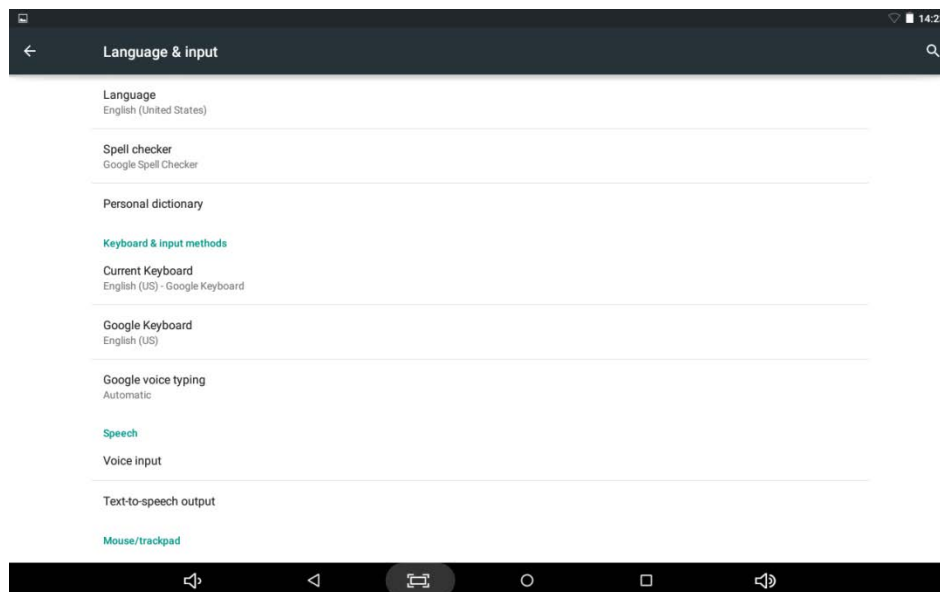 14:2
Language & input
Language
English (United States)
Spell checker
Google Spell Checker
Personal dictionary
Keyboard & input methods
Current Keyboard
English (US) - Google Keyboard
Google Keyboard
English (US)
Google voice typing
Automatic
Speech
Voice input
Text-to-speech output
Mouse/trackpad